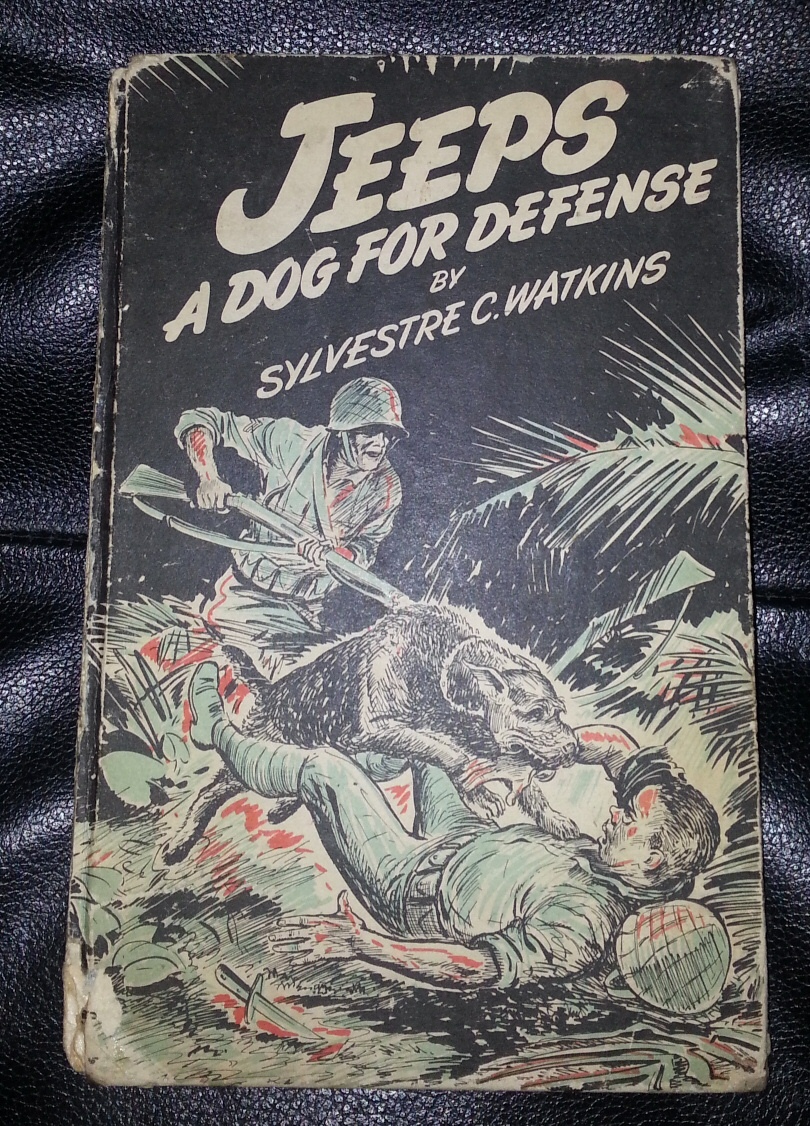 JEEPS
A DOG FOR DEFENSE
BY
SYLVESTRE C. WATKINS